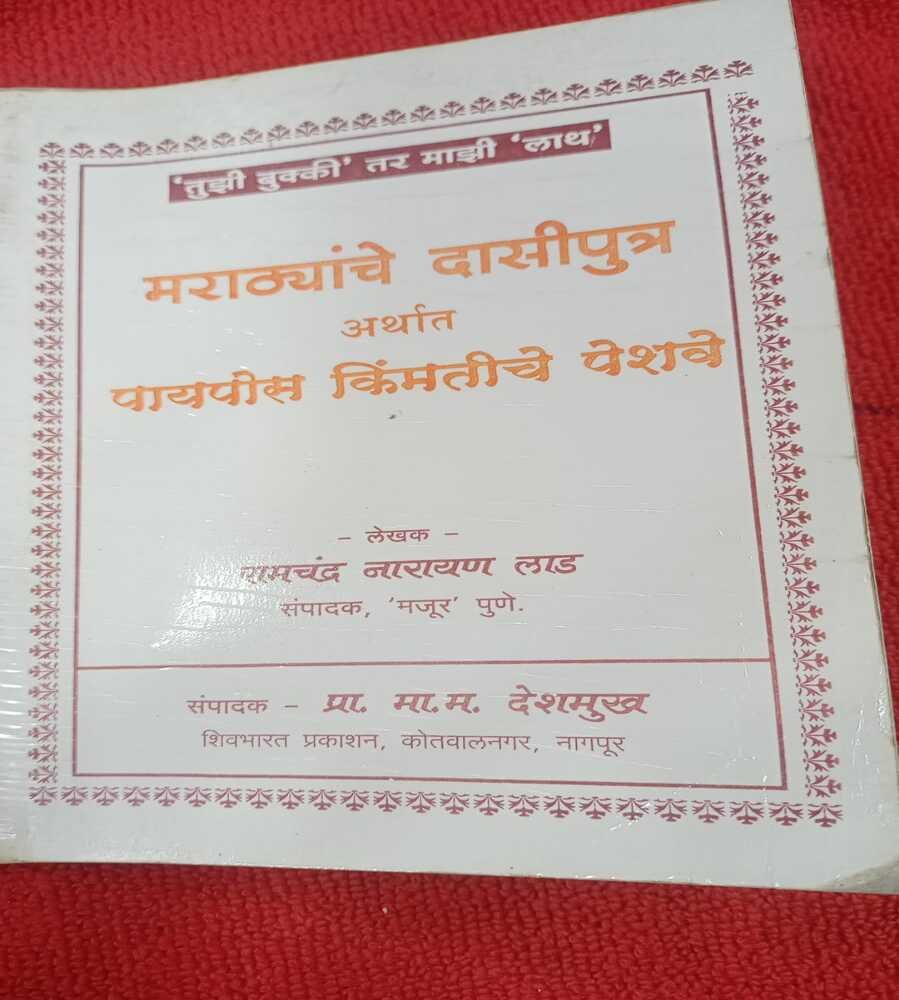 'तुझी बुक्की' तर माझी 'लाथ'
मराठ्यांचे दासीपुत्र
अर्थात
पायपोस किंमतीचे पेशवे
– लेखक –
रामचंद्र नारायण लाड
संपादक, 'मजूर' पुणे.
संपादक – प्रा. मा.म. देशमुख
शिवभारत प्रकाशन, कोतवालनगर, नागपूर